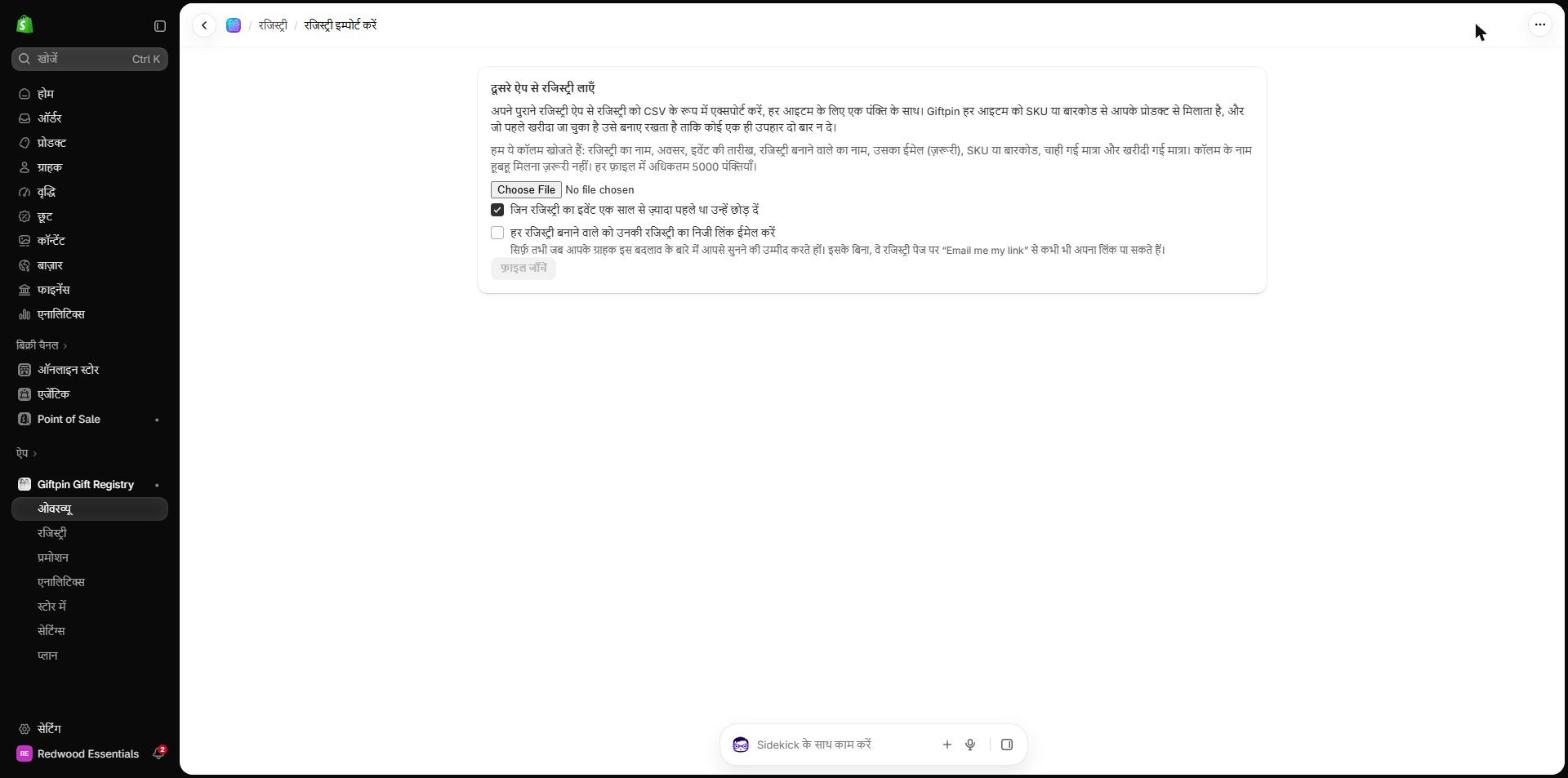 खोजें
Ctrl K
होम
ऑर्डर
प्रोडक्ट
ग्राहक
वृद्धि
छूट
कॉन्टेंट
बाज़ार
फाइनेंस
एनालिटिक्स
बिक्री चैनल
ऑनलाइन स्टोर
एजेंटिक
Point of Sale
ऐप
Giftpin Gift Registry
ओवरव्यू
रजिस्ट्री
प्रमोशन
एनालिटिक्स
स्टोर में
सेटिंग्स
प्लान
सेटिंग
RE
Redwood Essentials
2
/ रजिस्ट्री / रजिस्ट्री इम्पोर्ट करें
दूसरे ऐप से रजिस्ट्री लाएँ
अपने पुराने रजिस्ट्री ऐप से रजिस्ट्री को CSV के रूप में एक्सपोर्ट करें, हर आइटम के लिए एक पंक्ति के साथ। Giftpin हर आइटम को SKU या बारकोड से आपके प्रोडक्ट से मिलाता है, और
जो पहले खरीदा जा चुका है उसे बनाए रखता है ताकि कोई एक ही उपहार दो बार न दे।
हम ये कॉलम खोजते हैं: रजिस्ट्री का नाम, अवसर, इवेंट की तारीख, रजिस्ट्री बनाने वाले का नाम, उसका ईमेल (ज़रूरी), SKU या बारकोड, चाही गई मात्रा और खरीदी गई मात्रा। कॉलम के नाम
हूबहू मिलना ज़रूरी नहीं। हर फ़ाइल में अधिकतम 5000 पंक्तियाँ।
Choose File No file chosen
जिन रजिस्ट्री का इवेंट एक साल से ज़्यादा पहले था उन्हें छोड़ दें
हर रजिस्ट्री बनाने वाले को उनकी रजिस्ट्री का निजी लिंक ईमेल करें
सिर्फ़ तभी जब आपके ग्राहक इस बदलाव के बारे में आपसे सुनने की उम्मीद करते हों। इसके बिना, वे रजिस्ट्री पेज पर “Email me my link” से कभी भी अपना लिंक पा सकते हैं।
फ़ाइल जाँचें
Sidekick के साथ काम करें